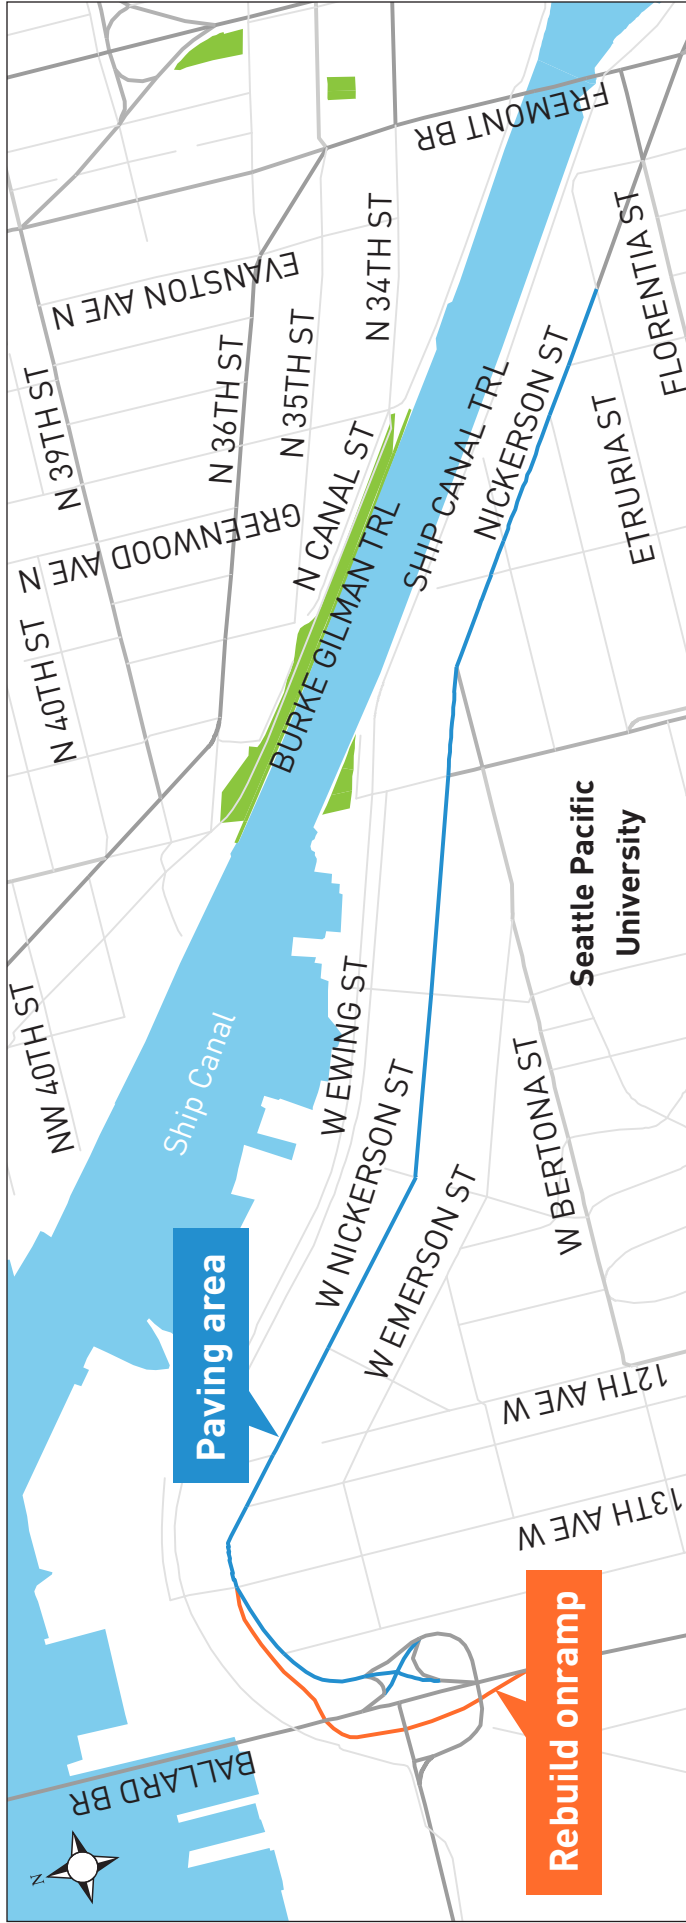 N
BALLARD BR
Rebuild onramp
13TH AVE W
12TH AVE W
Paving area
W EMERSON ST
W NICKERSON ST
W BERTONA ST
W EWING ST
Ship Canal
NW 40TH ST
Seattle Pacific
University
N 40TH ST
BURKE GILMAN TRL
N CANAL ST
GREENWOOD AVE N
N 39TH ST
N 36TH ST
N 35TH ST
N 34TH ST
EVANSTON AVE N
SHIP CANAL TRL
NICKERSON ST
ETRURIA ST
FLORENTIA ST
FREMONT BR